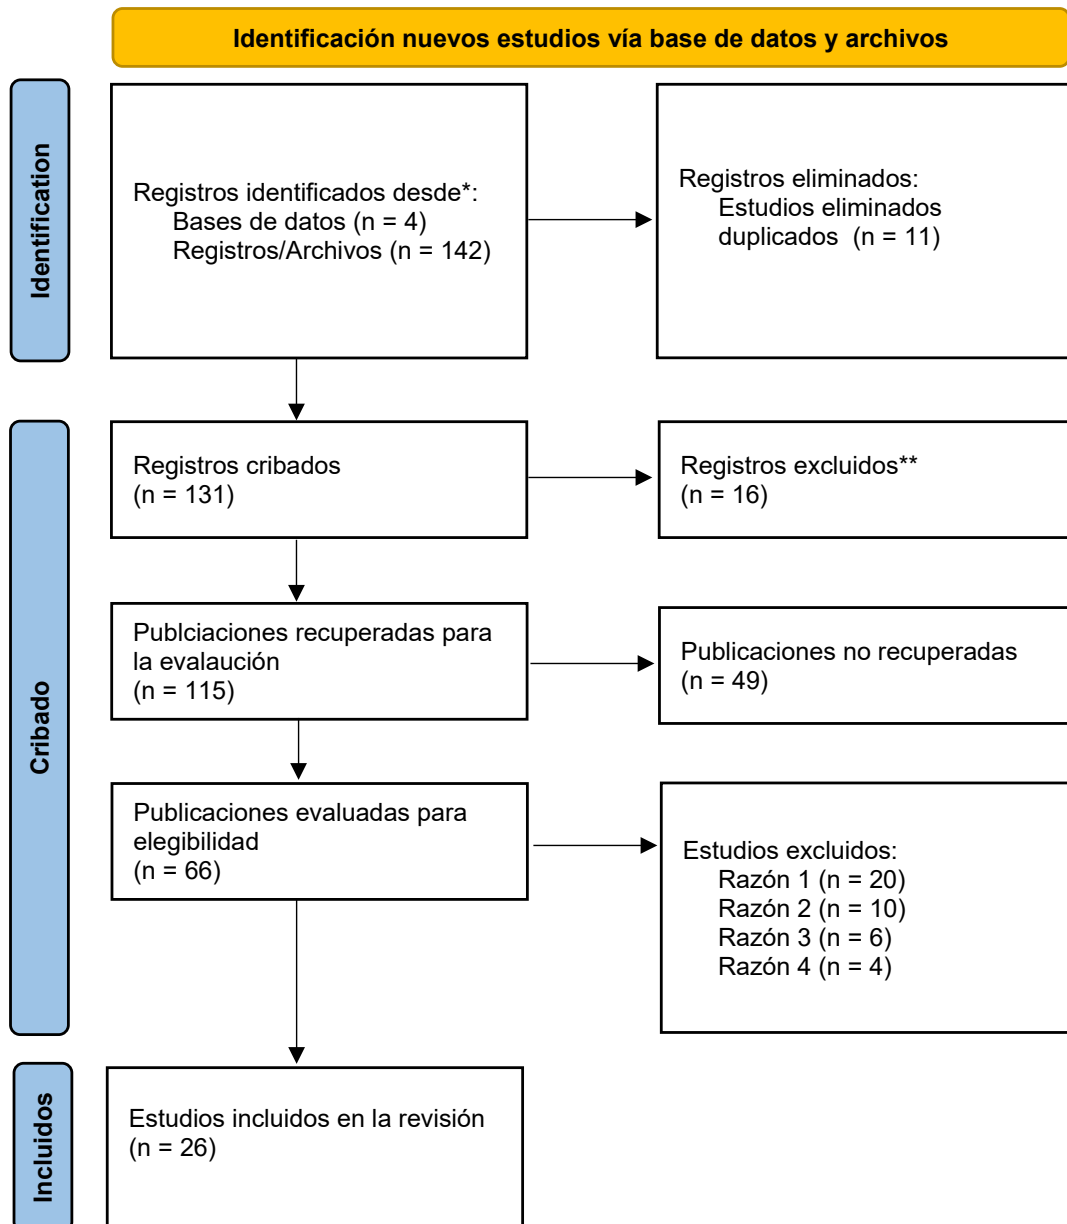 Identificación nuevos estudios vía base de datos y archivos
Identification
Registros identificados desde*:
Bases de datos (n = 4)
Registros/Archivos (n = 142)
Registros eliminados:
Estudios eliminados
duplicados (n = 11)
Cribado
Registros cribados
(n = 131)
Registros excluidos**
(n = 16)
Publciaciones recuperadas para
la evalaución
(n = 115)
Publicaciones no recuperadas
(n = 49)
Publicaciones evaluadas para
elegibilidad
(n = 66)
Estudios excluidos:
Razón 1 (n = 20)
Razón 2 (n = 10)
Razón 3 (n = 6)
Razón 4 (n = 4)
Incluidos
Estudios incluidos en la revisión
(n = 26)